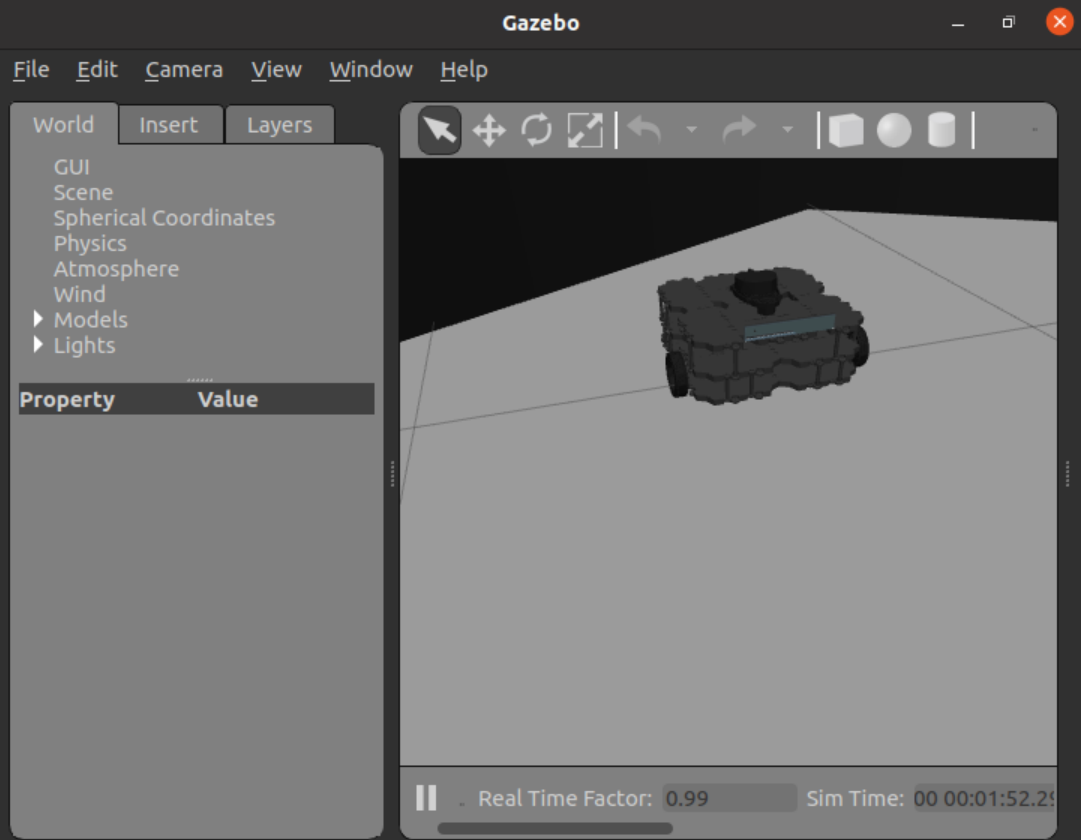 Gazebo
File Edit Camera View Window Help
World Insert Layers
GUI
Scene
Spherical Coordinates
Physics
Atmosphere
Wind
Models
Lights
Property Value
Real Time Factor: 0.99 Sim Time: 00 00:01:52.29